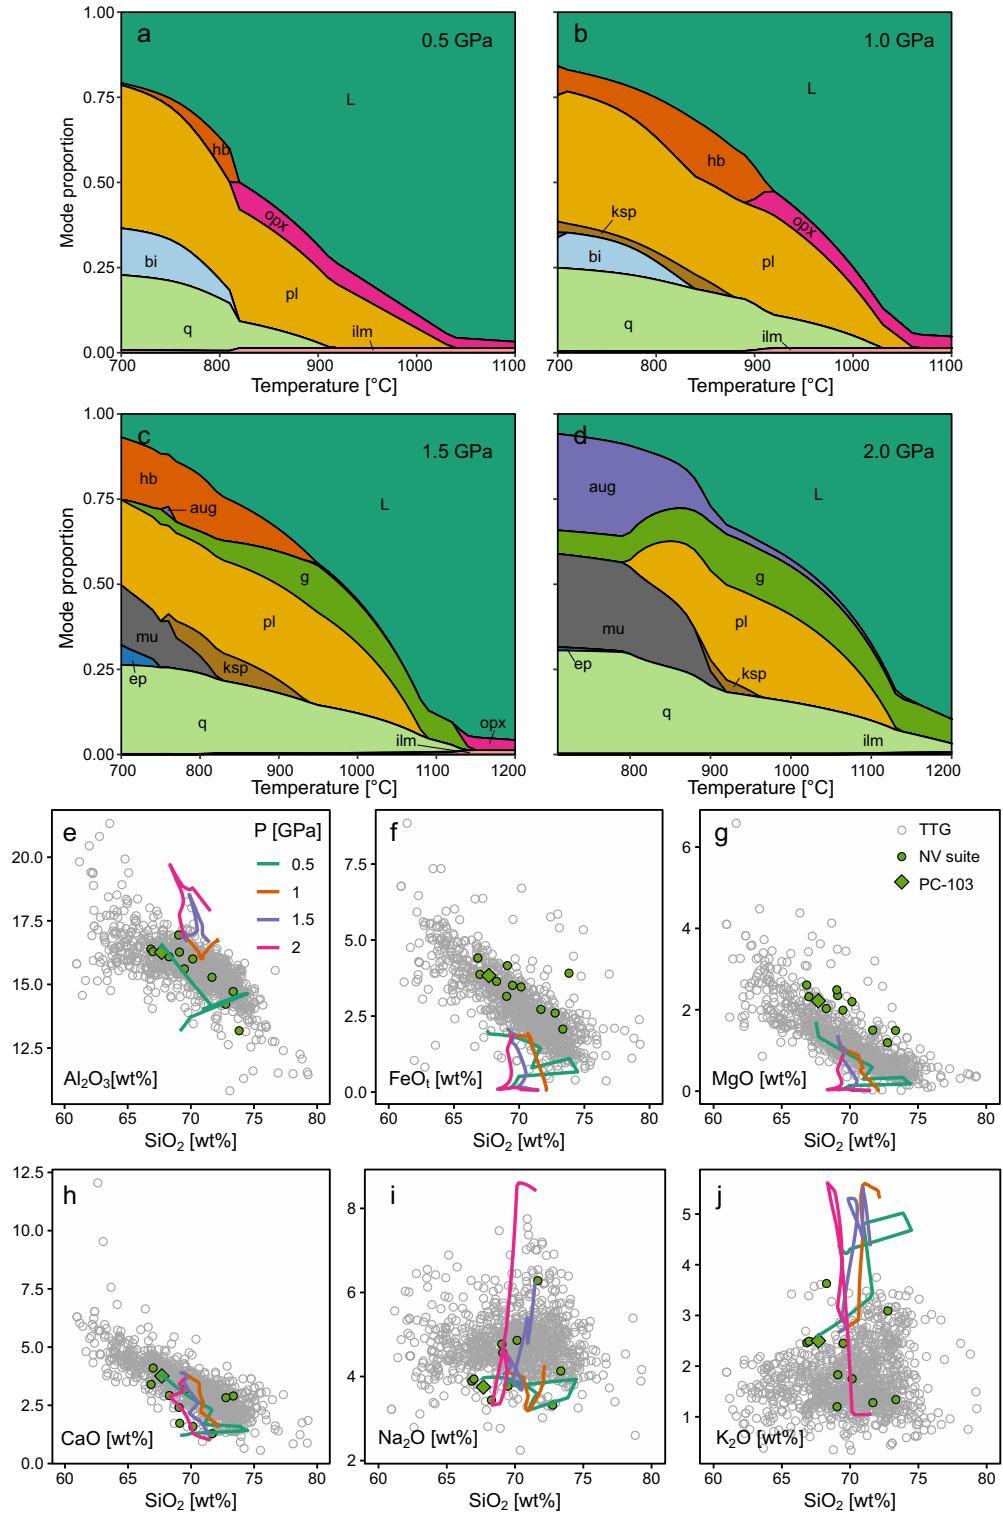 a
0.5 GPa
b
1.0 GPa
Mode proportion
1.00
0.75
0.50
0.25
0.00
L
hb
opx
bi
pl
q
ilm
L
hb
ksp
opx
bi
pl
q
ilm
700
800
900
1000
1100
700
800
900
1000
1100
Temperature [°C]
Temperature [°C]
c
1.5 GPa
d
2.0 GPa
Mode proportion
1.00
0.75
0.50
0.25
0.00
hb
aug
L
g
pl
mu
ksp
ep
q
opx
ilm
aug
L
g
pl
mu
ksp
ep
q
ilm
700
800
900
1000
1100
1200
800
900
1000
1100
1200
Temperature [°C]
Temperature [°C]
e
P [GPa]
0.5
1
1.5
2
20.0
17.5
15.0
12.5
Al₂O₃[wt%]
60
65
70
75
80
SiO₂ [wt%]
f
7.5
5.0
2.5
0.0
FeOₜ [wt%]
60
65
70
75
80
SiO₂ [wt%]
g
TTG
NV suite
PC-103
6
4
2
0
MgO [wt%]
60
65
70
75
80
SiO₂ [wt%]
h
12.5
10.0
7.5
5.0
2.5
0.0
CaO [wt%]
60
65
70
75
80
SiO₂ [wt%]
i
8
6
4
2
Na₂O [wt%]
60
70
80
SiO₂ [wt%]
j
5
4
3
2
1
K₂O [wt%]
60
65
70
75
80
SiO₂ [wt%]